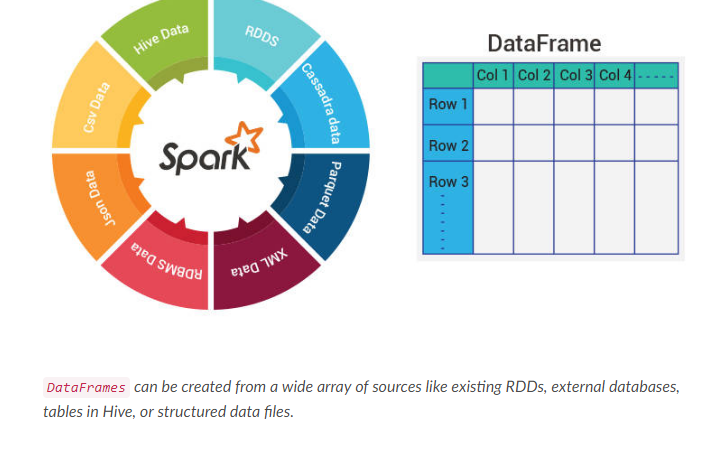 Hive Data
RDDS
Cassadra data
Parquet Data
XML Data
RDBMS Data
Json Data
Csv Data
Spark
DataFrame
Col 1 Col 2 Col 3 Col 4 -----
Row 1
Row 2
Row 3
DataFrames can be created from a wide array of sources like existing RDDs, external databases,
tables in Hive, or structured data files.